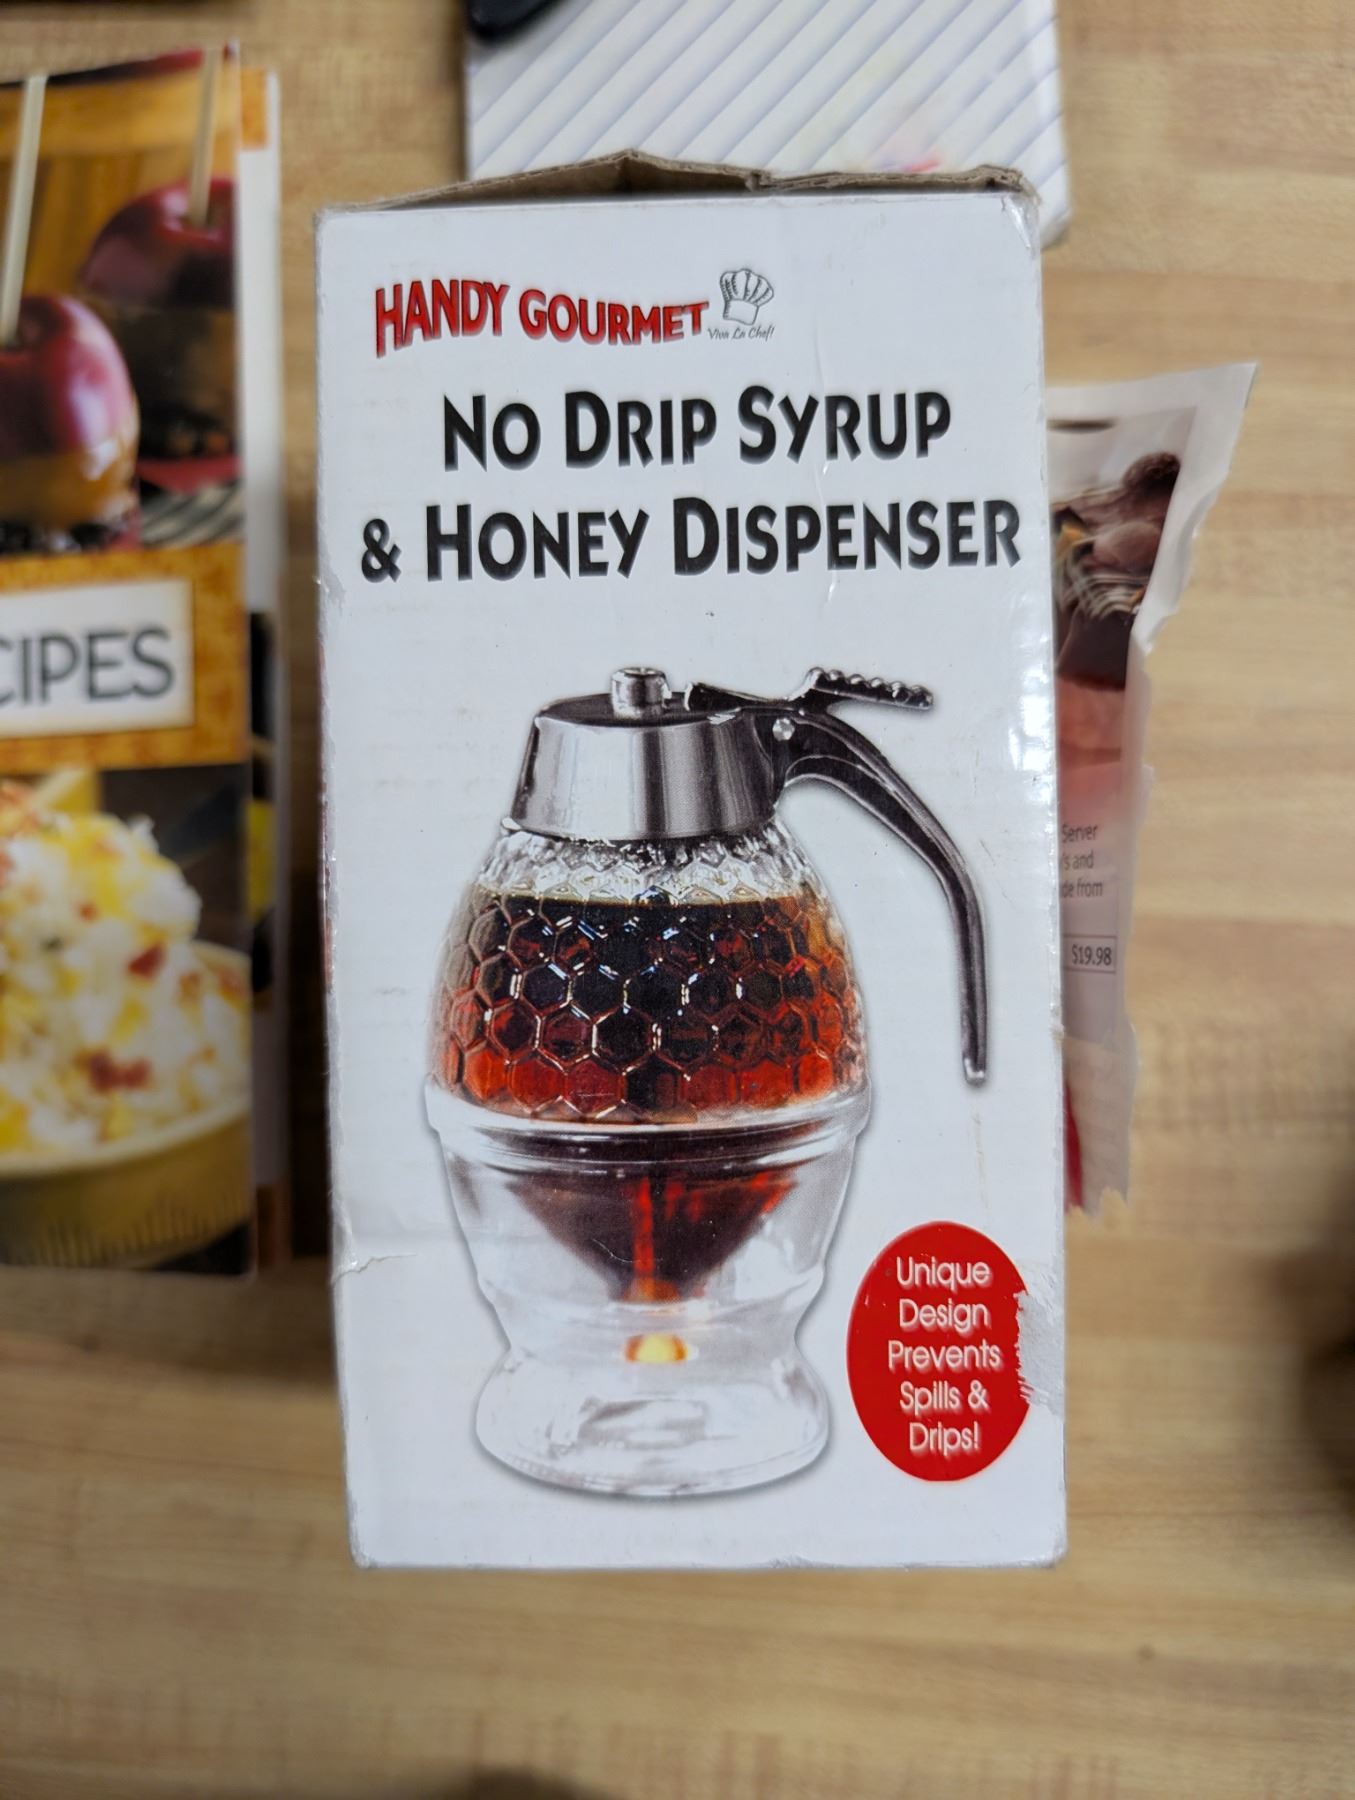 HANDY GOURMET
Viva La Chef!
NO DRIP SYRUP
& HONEY DISPENSER
CIPES
Server
's and
de from
$19.98
Unique
Design
Prevents
Spills &
Drips!